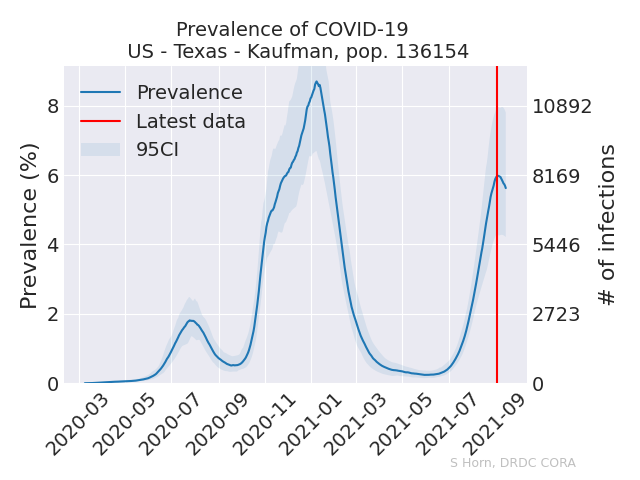 Prevalence of COVID-19
US - Texas - Kaufman, pop. 136154
Prevalence
Latest data
95CI
Prevalence (%)
8
6
4
2
0
10892
8169
5446
2723
0
# of infections
2020-03
2020-05
2020-07
2020-09
2020-11
2021-01
2021-03
2021-05
2021-07
2021-09
S Horn, DRDC CORA